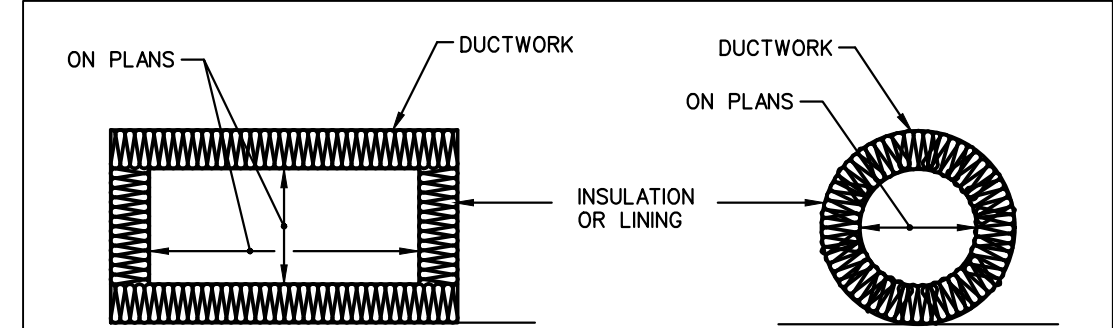 ON PLANS
DUCTWORK
DUCTWORK
ON PLANS
INSULATION
OR LINING